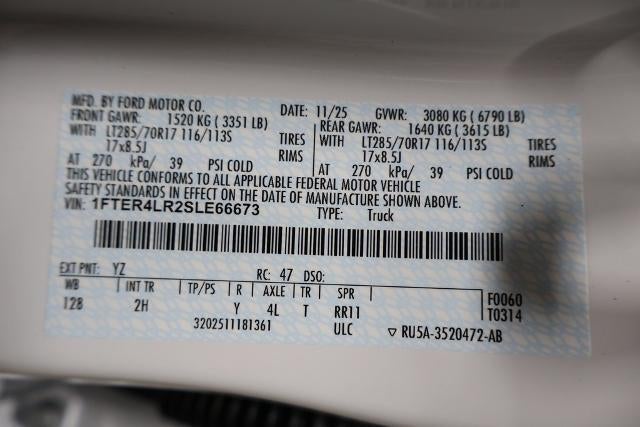 MFD. BY FORD MOTOR CO. DATE: 11/25 GVWR: 3080 KG ( 6790 LB)
FRONT GAWR: 1520 KG ( 3351 LB) REAR GAWR: 1640 KG ( 3615 LB)
WITH LT285/70R17 116/113S TIRES WITH LT285/70R17 116/113S TIRES
17x8.5J RIMS 17x8.5J RIMS
AT 270 kPa/ 39 PSI COLD AT 270 kPa/ 39 PSI COLD
THIS VEHICLE CONFORMS TO ALL APPLICABLE FEDERAL MOTOR VEHICLE
SAFETY STANDARDS IN EFFECT ON THE DATE OF MANUFACTURE SHOWN ABOVE.
VIN: 1FTER4LR2SLE66673 TYPE: Truck
EXT PNT: YZ RC: 47 DSO:
WB INT TR TP/PS R AXLE TR SPR F0060
128 2H Y 4L T RR11 T0314
3202511181361 ULC ▽ RU5A-3520472-AB